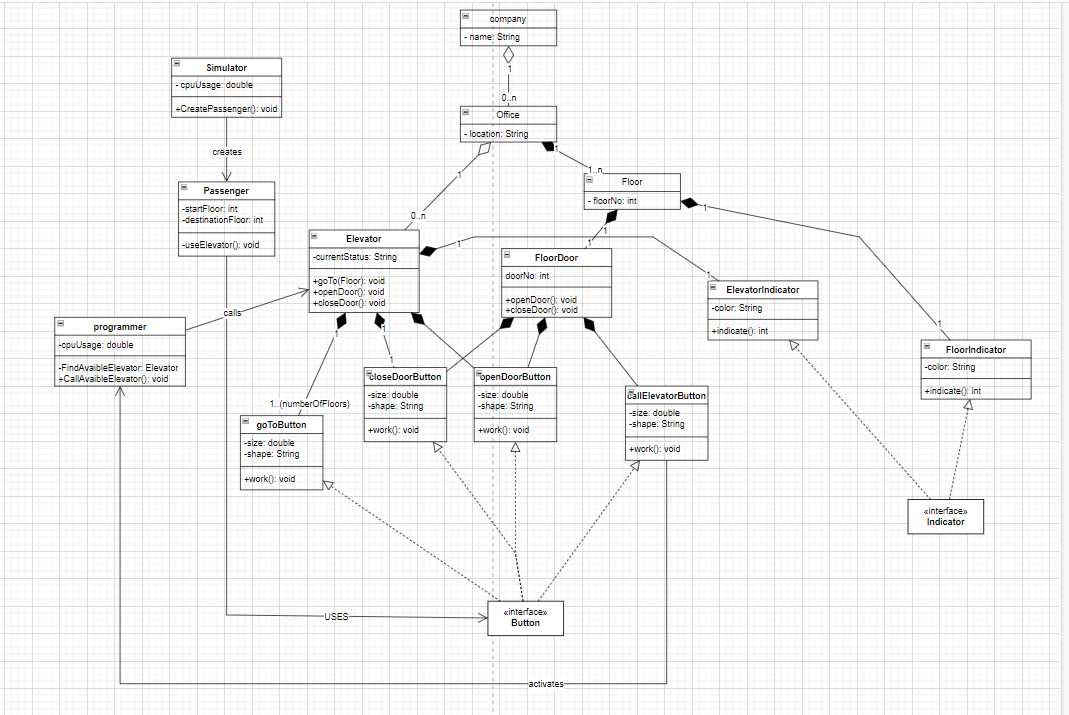 company
- name: String
1
0..n
Office
- location: String
1
1..n
Floor
- floorNo: int
1
1
1
Simulator
- cpuUsage: double
+CreatePassenger(): void
creates
Passenger
-startFloor: int
-destinationFloor: int
-useElevator(): void
1
0..n
Elevator
-currentStatus: String
+goTo(Floor): void
+openDoor(): void
+closeDoor(): void
1
1
FloorDoor
doorNo: int
+openDoor(): void
+closeDoor(): void
ElevatorIndicator
-color: String
+indicate(): int
1
FloorIndicator
-color: String
+indicate(): int
calls
programmer
-cpuUsage: double
-FindAvaibleElevator: Elevator
+CallAvaibleElevator(): void
1
1
1
1..(numberOfFloors)
goToButton
-size: double
-shape: String
+work(): void
closeDoorButton
-size: double
-shape: String
+work(): void
openDoorButton
-size: double
-shape: String
+work(): void
callElevatorButton
-size: double
-shape: String
+work(): void
«interface»
Indicator
«interface»
Button
USES
activates